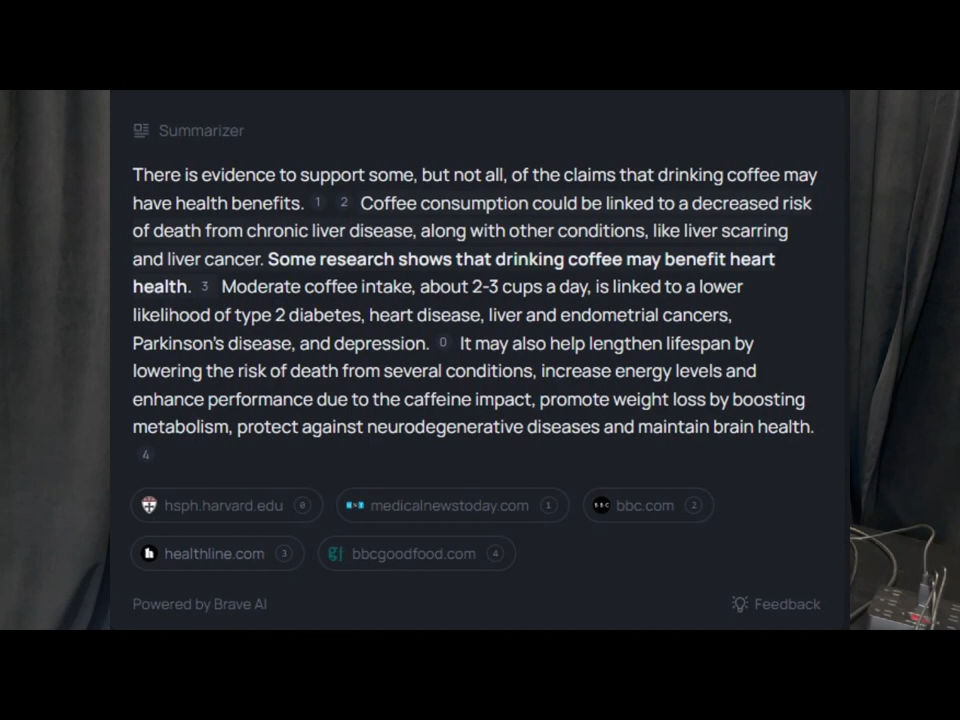 Summarizer
There is evidence to support some, but not all, of the claims that drinking coffee may
have health benefits. 1 2 Coffee consumption could be linked to a decreased risk
of death from chronic liver disease, along with other conditions, like liver scarring
and liver cancer. Some research shows that drinking coffee may benefit heart
health. 3 Moderate coffee intake, about 2-3 cups a day, is linked to a lower
likelihood of type 2 diabetes, heart disease, liver and endometrial cancers,
Parkinson's disease, and depression. 0 It may also help lengthen lifespan by
lowering the risk of death from several conditions, increase energy levels and
enhance performance due to the caffeine impact, promote weight loss by boosting
metabolism, protect against neurodegenerative diseases and maintain brain health.
4
hsph.harvard.edu 0 medicalnewstoday.com 1 BBC bbc.com 2
h healthline.com 3 gf bbcgoodfood.com 4
Powered by Brave AI Feedback